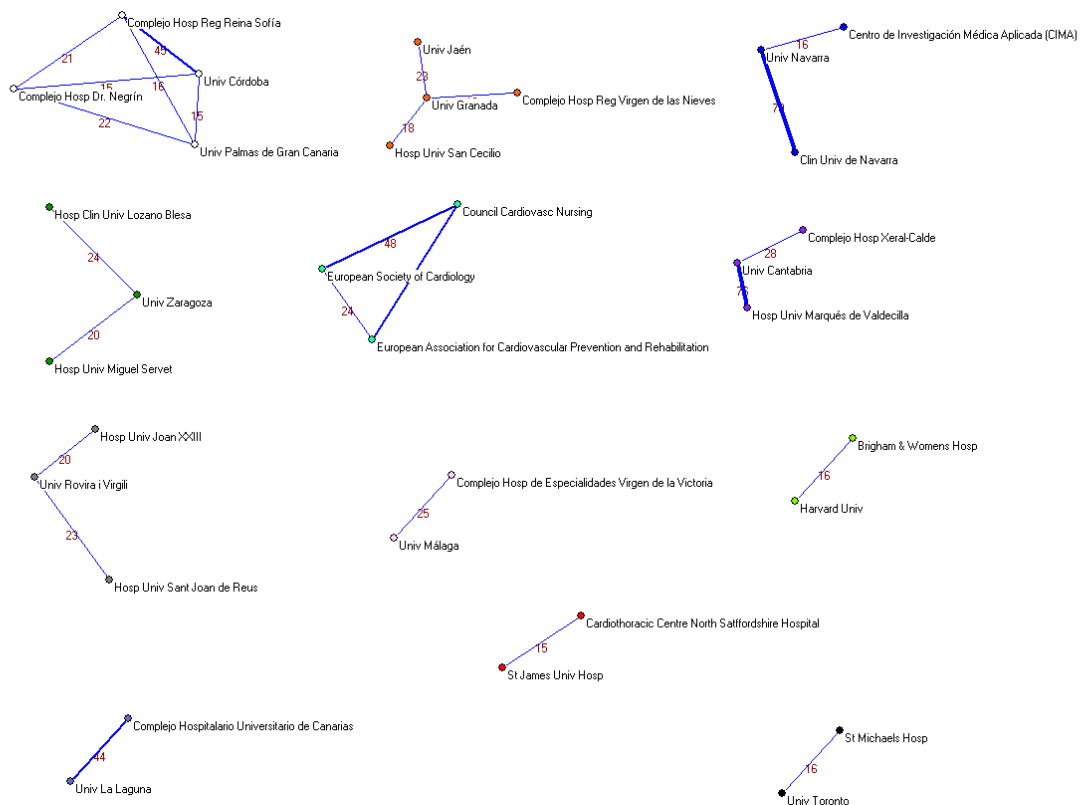 Complejo Hosp Reg Reina Sofía
45
21
Univ Córdoba
15
16
Complejo Hosp Dr. Negrín
22
15
Univ Palmas de Gran Canaria
Univ Jaén
23
Complejo Hosp Reg Virgen de las Nieves
Univ Granada
18
Hosp Univ San Cecilio
Centro de Investigación Médica Aplicada (CIMA)
16
Univ Navarra
Clin Univ de Navarra
Hosp Clin Univ Lozano Blesa
24
Univ Zaragoza
20
Hosp Univ Miguel Servet
Council Cardiovasc Nursing
48
European Society of Cardiology
24
European Association for Cardiovascular Prevention and Rehabilitation
Complejo Hosp Xeral-Calde
28
Univ Cantabria
Hosp Univ Marqués de Valdecilla
Hosp Univ Joan XXIII
20
Univ Rovira i Virgili
23
Hosp Univ Sant Joan de Reus
Complejo Hosp de Especialidades Virgen de la Victoria
25
Univ Málaga
Brigham & Womens Hosp
16
Harvard Univ
Cardiothoracic Centre North Satffordshire Hospital
15
St James Univ Hosp
Complejo Hospitalario Universitario de Canarias
44
Univ La Laguna
St Michaels Hosp
16
Univ Toronto